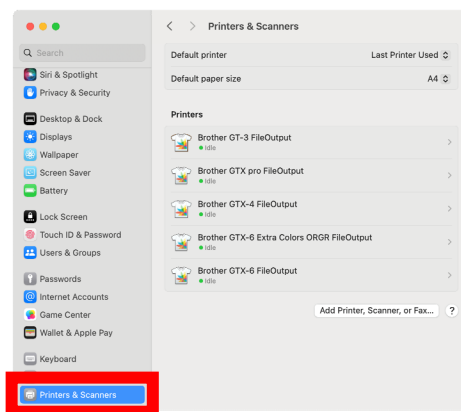 Printers & Scanners
Search
Siri & Spotlight
Privacy & Security
Desktop & Dock
Displays
Wallpaper
Screen Saver
Battery
Lock Screen
Touch ID & Password
Users & Groups
Passwords
Internet Accounts
Game Center
Wallet & Apple Pay
Keyboard
Printers & Scanners
Default printer Last Printer Used
Default paper size A4
Printers
Brother GT-3 FileOutput
Idle
Brother GTX pro FileOutput
Idle
Brother GTX-4 FileOutput
Idle
Brother GTX-6 Extra Colors ORGR FileOutput
Idle
Brother GTX-6 FileOutput
Idle
Add Printer, Scanner, or Fax... ?